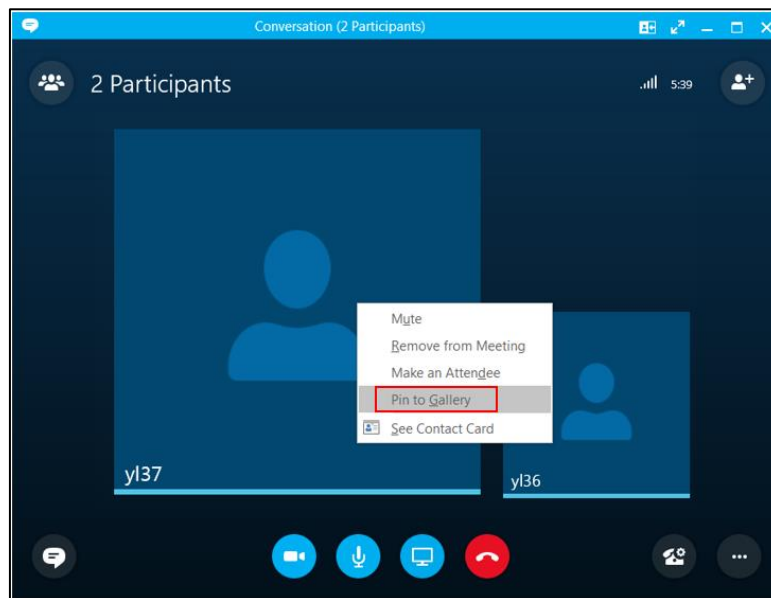 Conversation (2 Participants)
2 Participants
5:39
Mute
Remove from Meeting
Make an Attendee
Pin to Gallery
See Contact Card
yl37
yl36